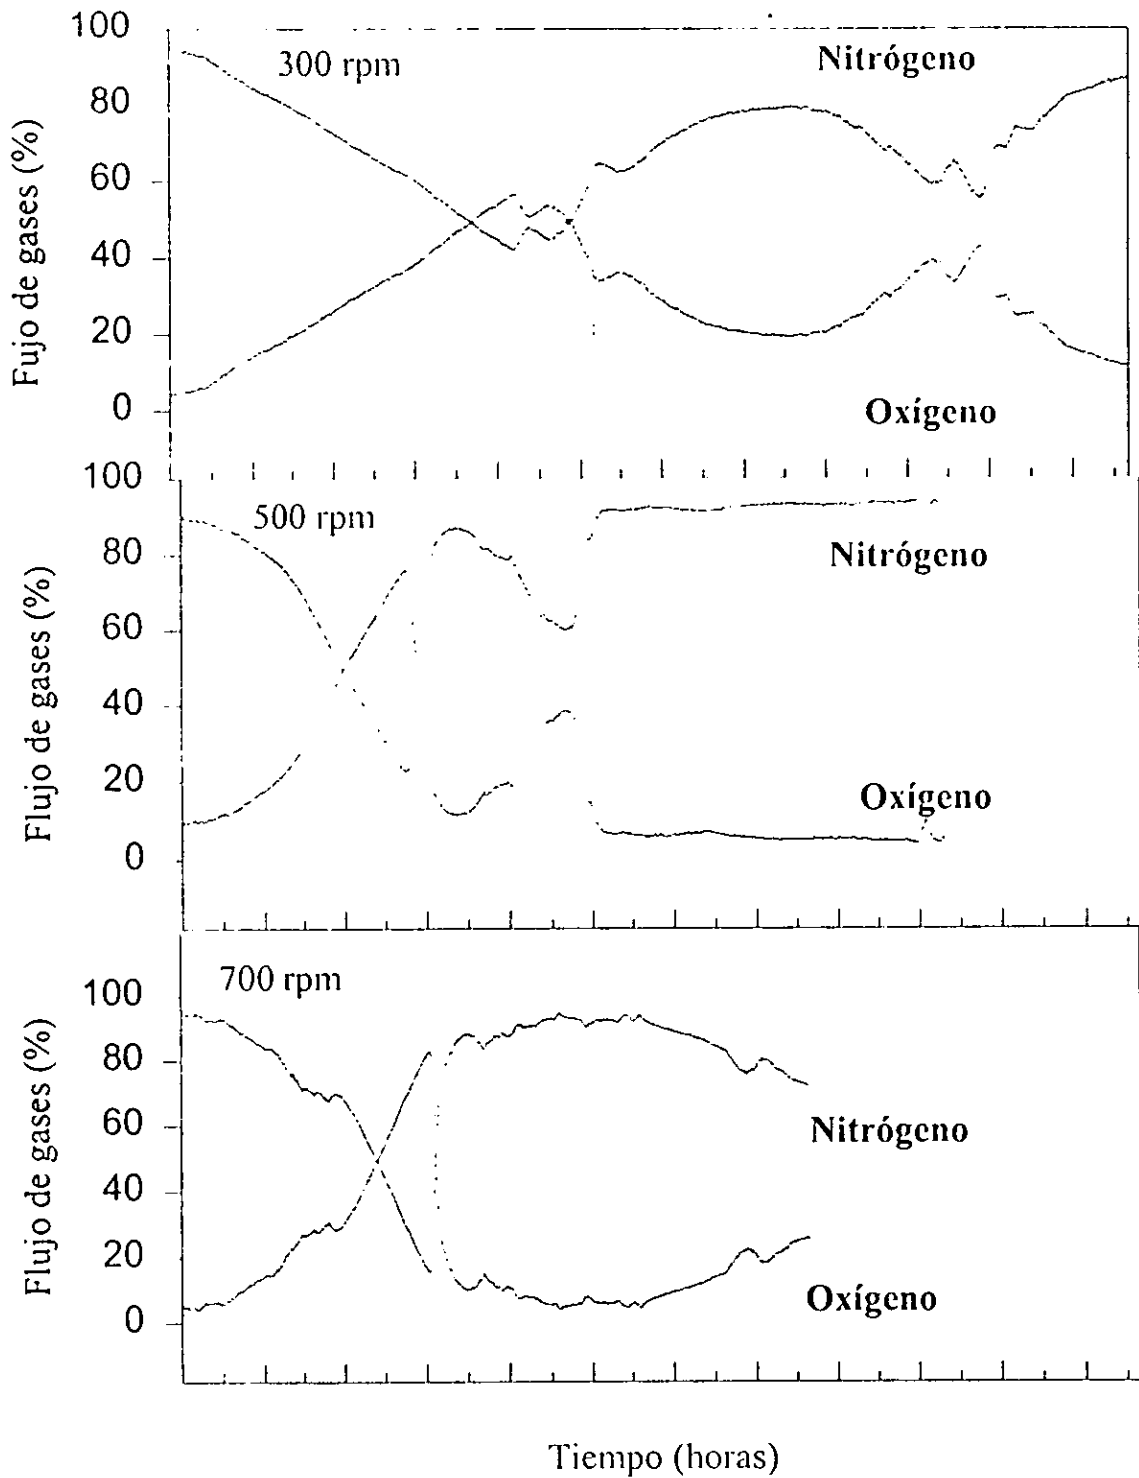 100
300 rpm
Nitrógeno
80
60
40
20
0
Fujo de gases (%)
Oxígeno
100
500 rpm
80
Nitrógeno
60
40
20
0
Flujo de gases (%)
Oxígeno
700 rpm
100
80
60
40
20
0
Flujo de gases (%)
Nitrógeno
Oxígeno
Tiempo (horas)